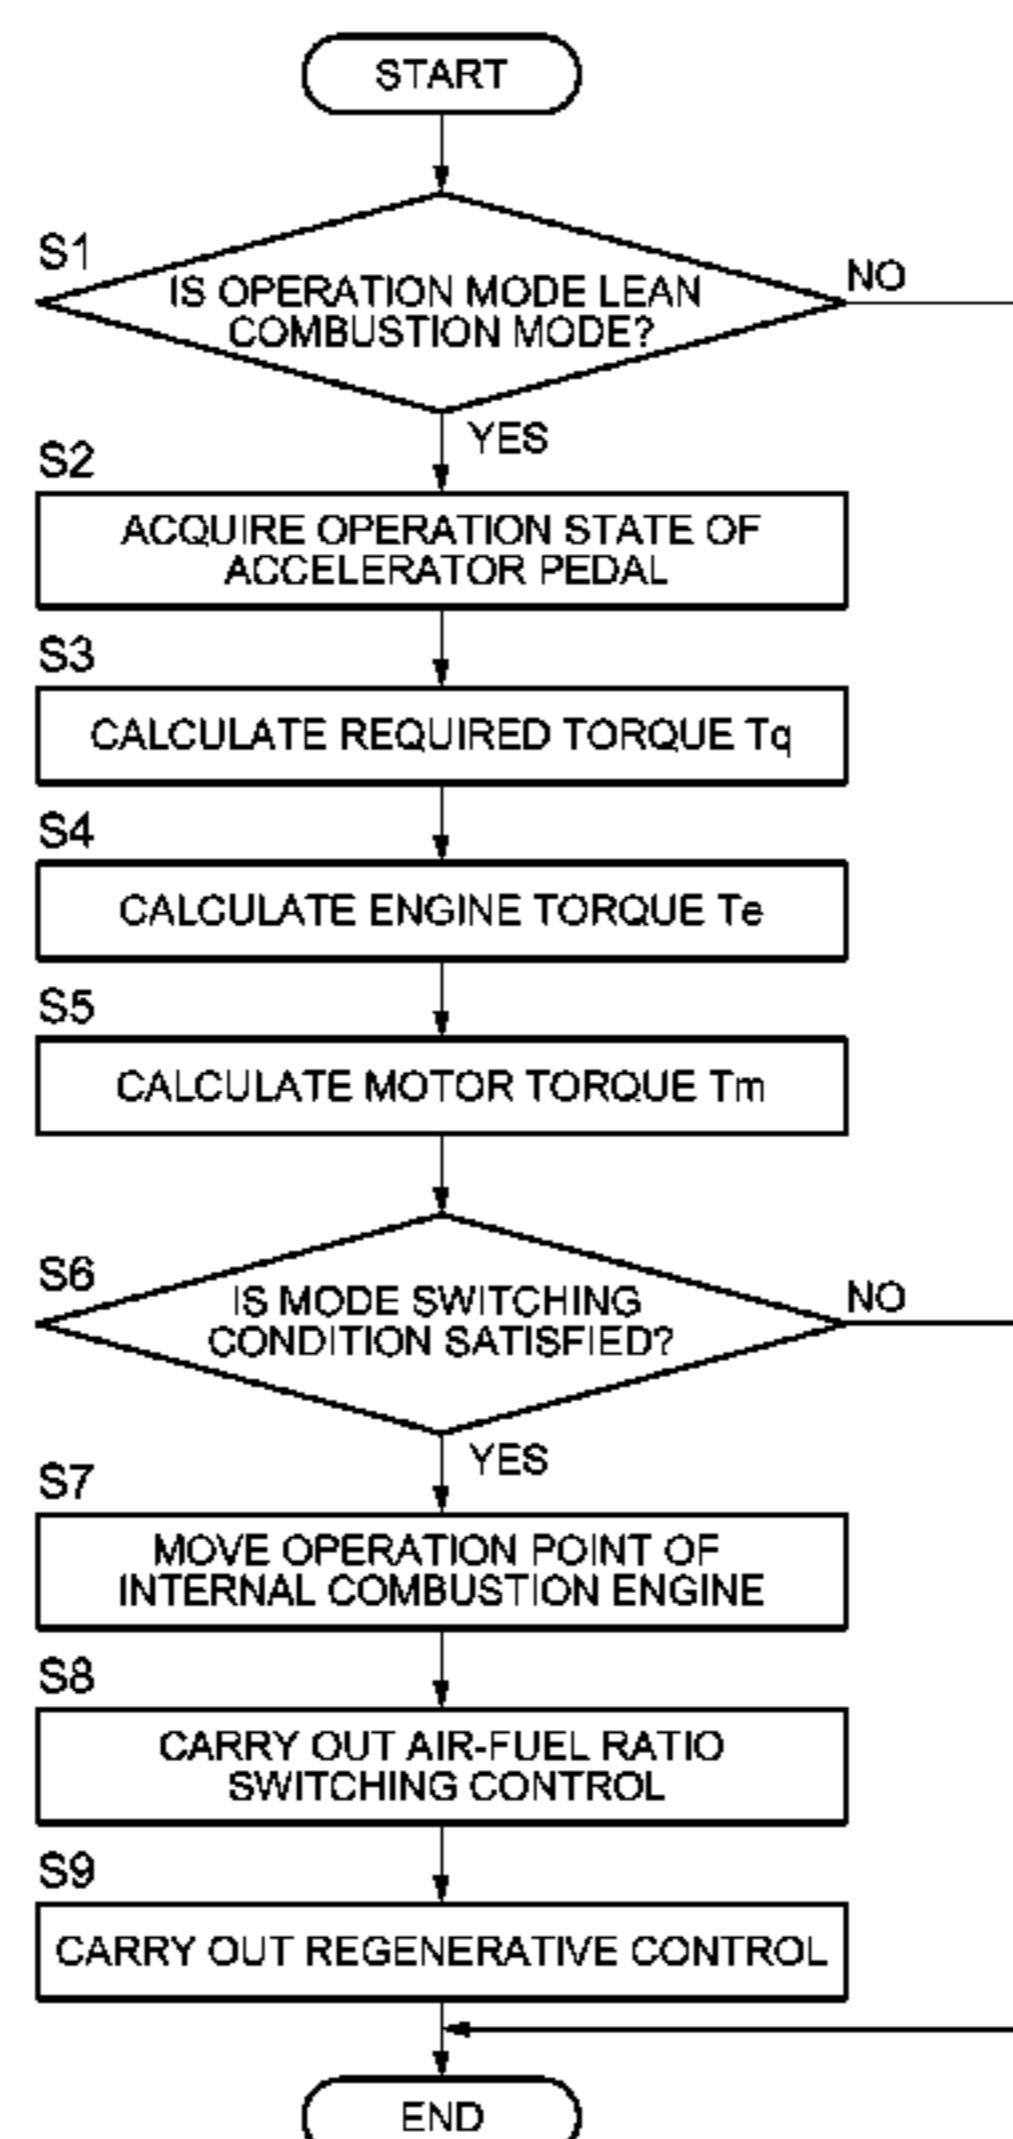 START
S1
IS OPERATION MODE LEAN
COMBUSTION MODE?
NO
YES
S2
ACQUIRE OPERATION STATE OF
ACCELERATOR PEDAL
S3
CALCULATE REQUIRED TORQUE Tq
S4
CALCULATE ENGINE TORQUE Te
S5
CALCULATE MOTOR TORQUE Tm
S6
IS MODE SWITCHING
CONDITION SATISFIED?
NO
YES
S7
MOVE OPERATION POINT OF
INTERNAL COMBUSTION ENGINE
S8
CARRY OUT AIR-FUEL RATIO
SWITCHING CONTROL
S9
CARRY OUT REGENERATIVE CONTROL
END